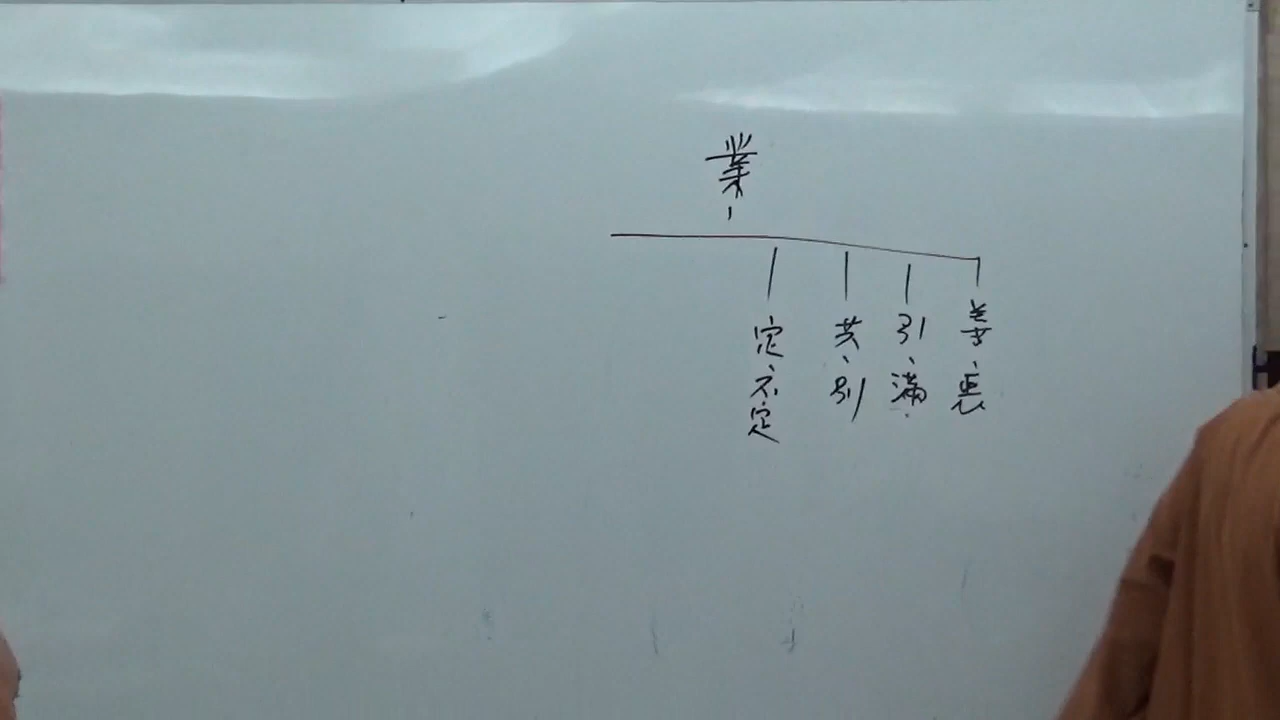 業
善、惡
引、滿
共、別
定、不定